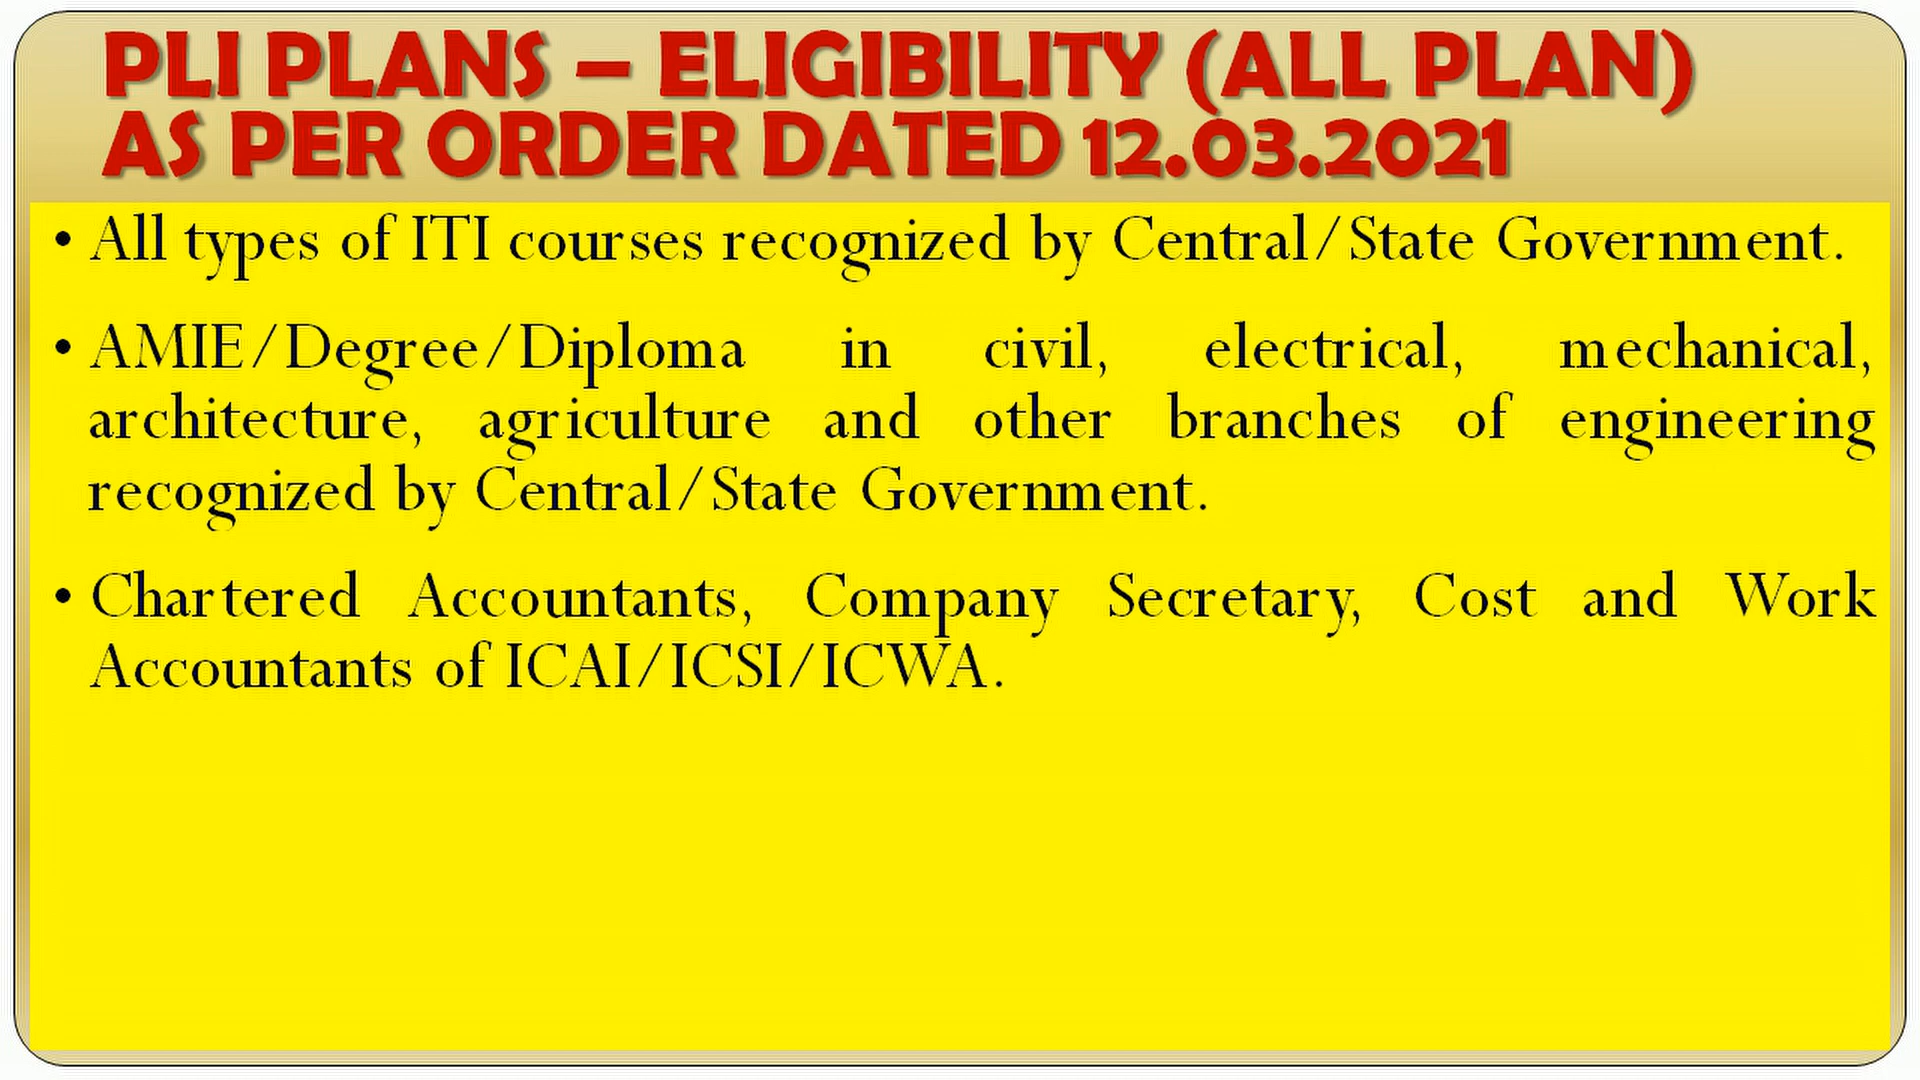 PLI PLANS – ELIGIBILITY (ALL PLAN)
AS PER ORDER DATED 12.03.2021
• All types of ITI courses recognized by Central/State Government.
• AMIE/Degree/Diploma in civil, electrical, mechanical,
architecture, agriculture and other branches of engineering
recognized by Central/State Government.
• Chartered Accountants, Company Secretary, Cost and Work
Accountants of ICAI/ICSI/ICWA.